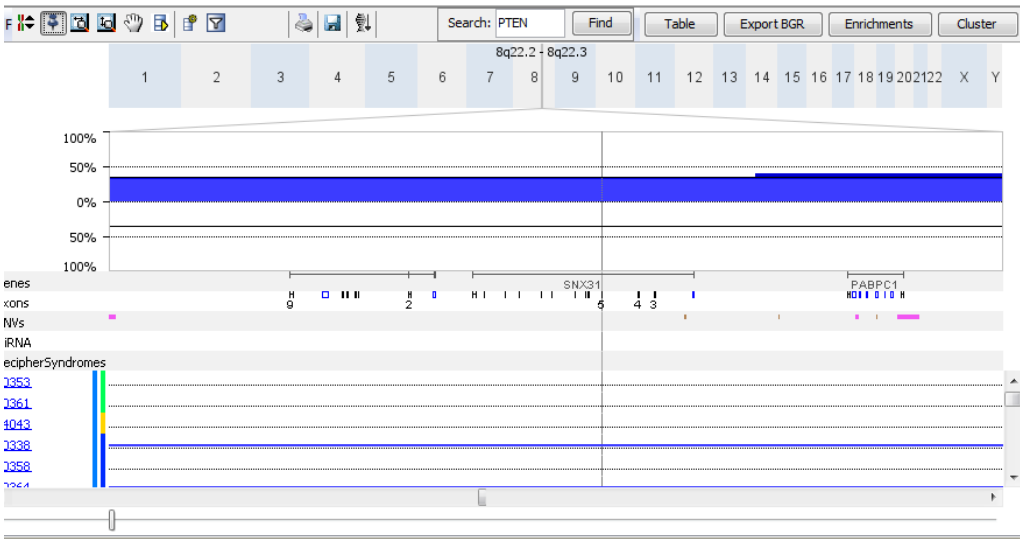 F Search: PTEN Find Table Export BGR Enrichments Cluster
8q22.2 - 8q22.3
1 2 3 4 5 6 7 8 9 10 11 12 13 14 15 16 17 18 19 20 21 22 X Y
100%
50%
0%
50%
100%
enes SNX31 PABPC1
xons 9 2 5 4 3
NVs
iRNA
ecipherSyndromes
0353
0361
4043
0338
0358
0364